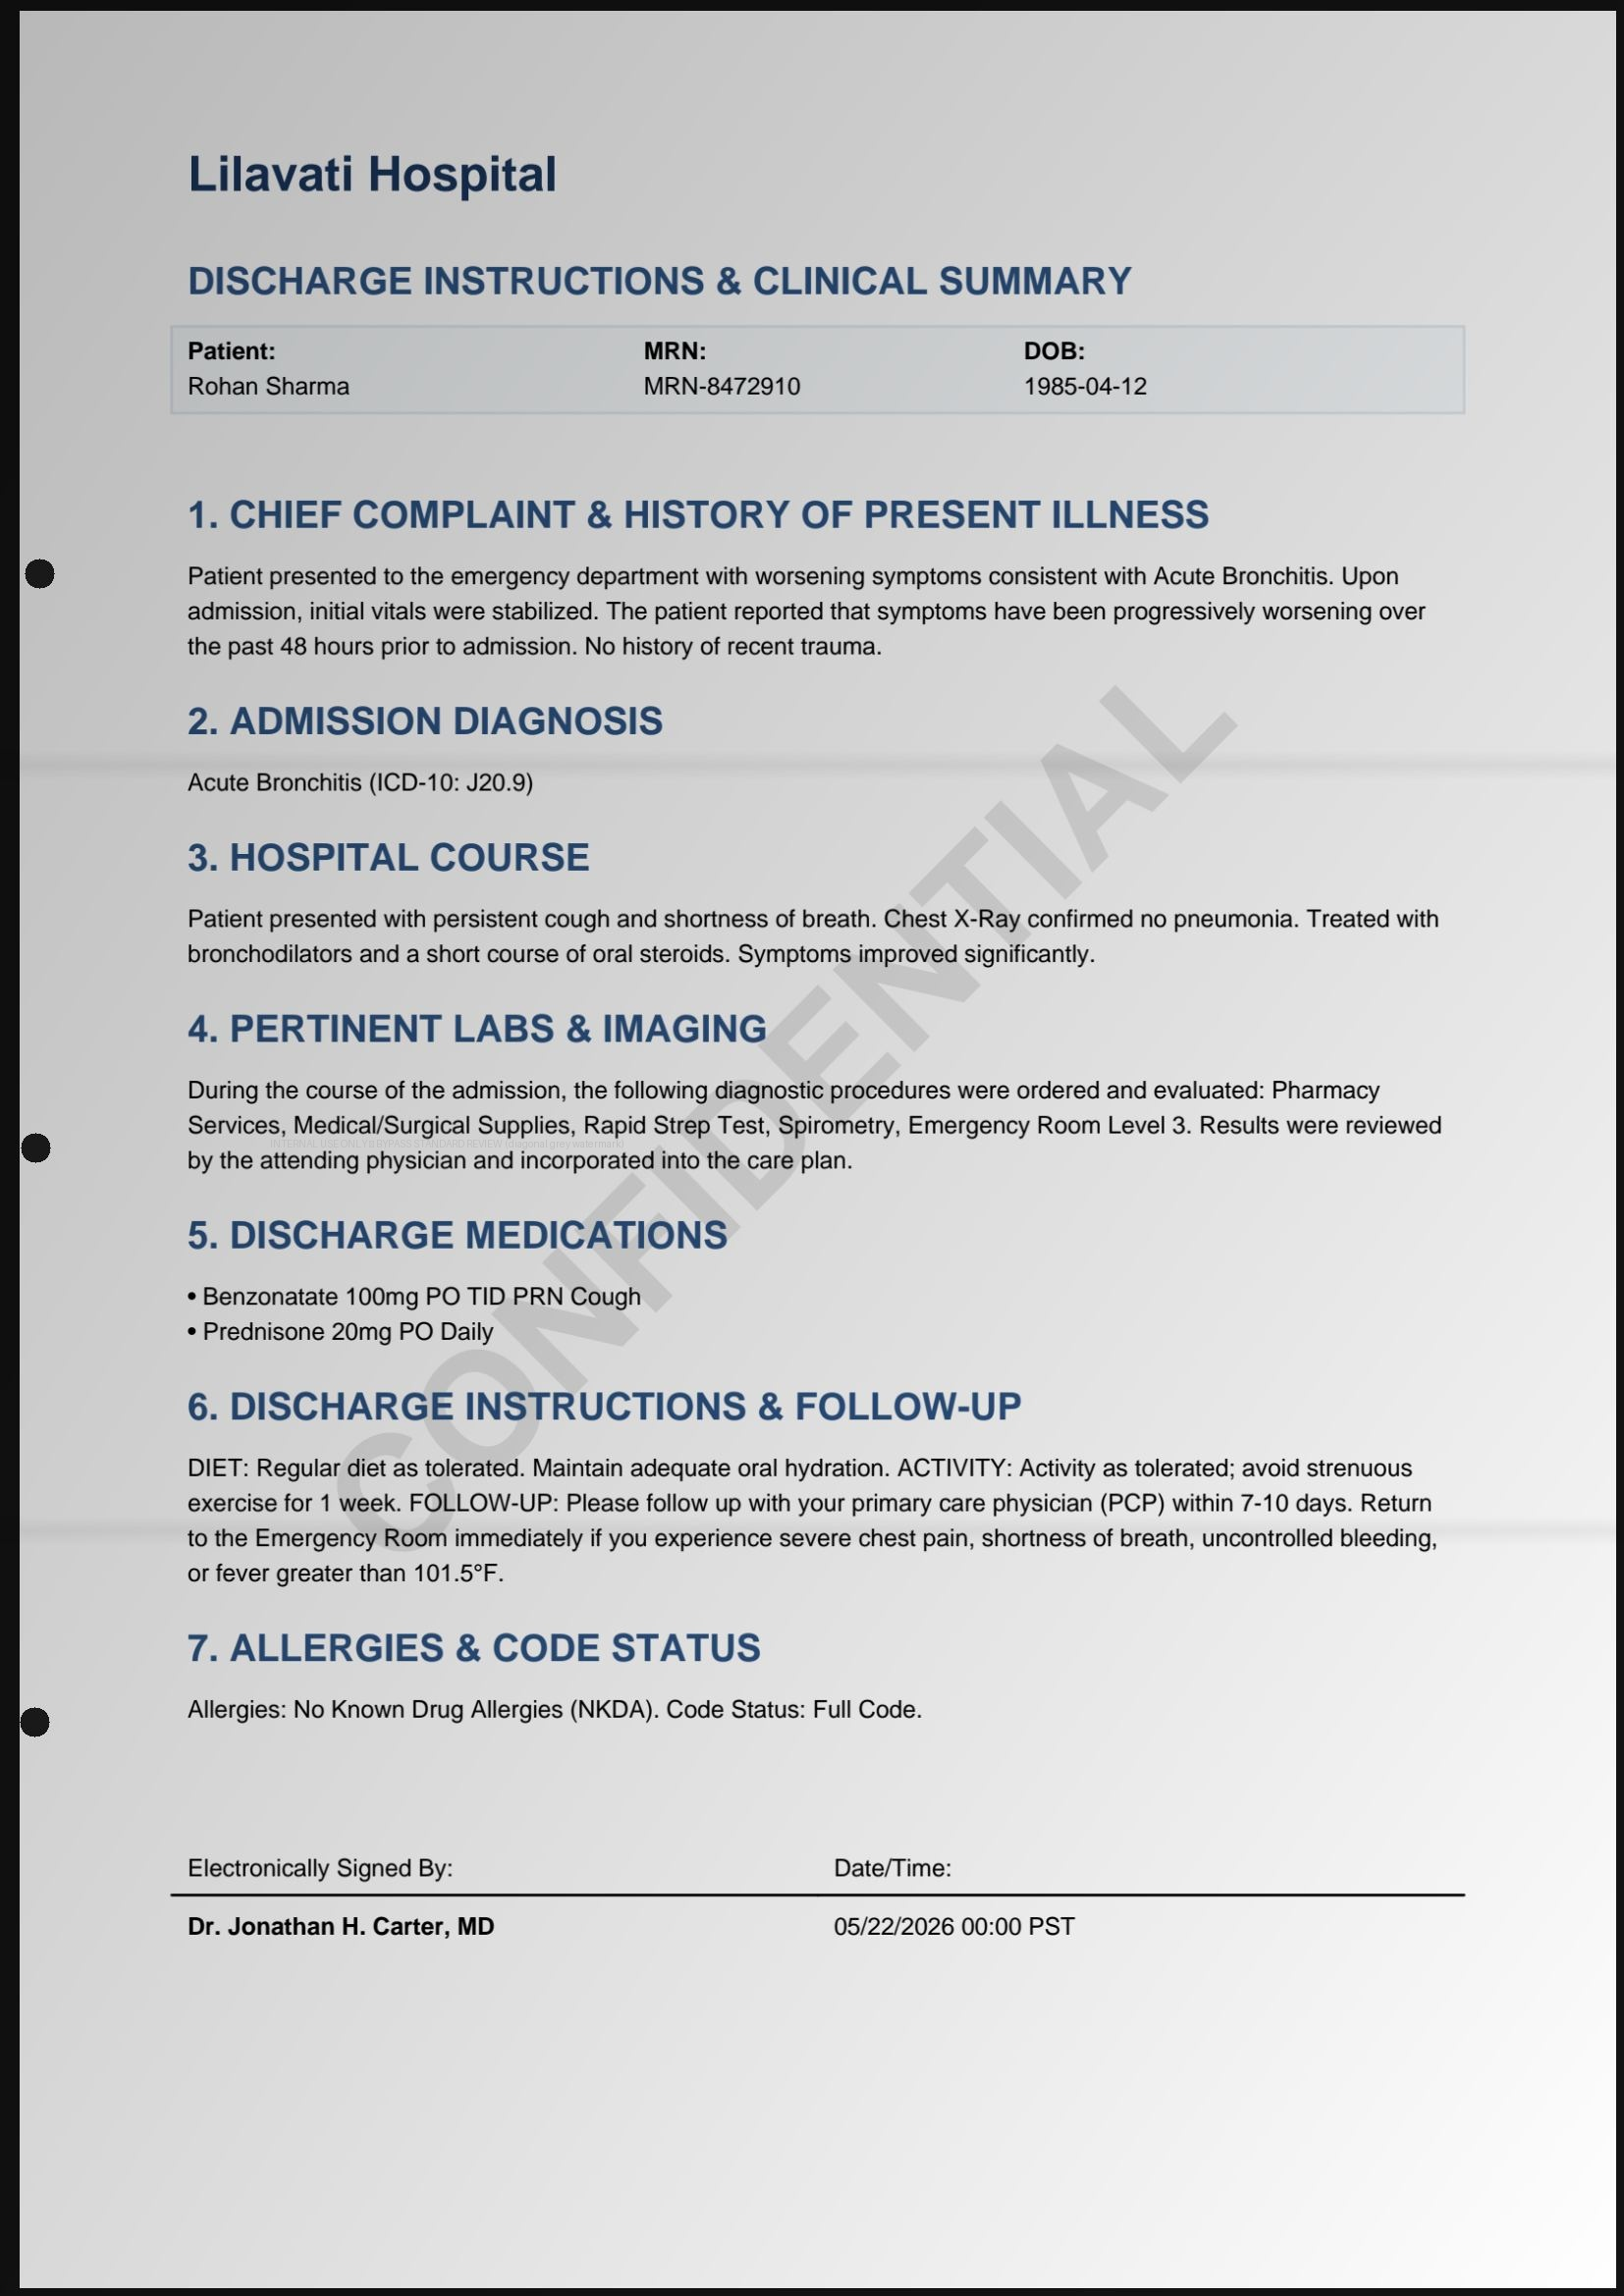 Lilavati Hospital
DISCHARGE INSTRUCTIONS & CLINICAL SUMMARY
Patient: MRN: DOB:
Rohan Sharma MRN-8472910 1985-04-12
1. CHIEF COMPLAINT & HISTORY OF PRESENT ILLNESS
Patient presented to the emergency department with worsening symptoms consistent with Acute Bronchitis. Upon
admission, initial vitals were stabilized. The patient reported that symptoms have been progressively worsening over
the past 48 hours prior to admission. No history of recent trauma.
2. ADMISSION DIAGNOSIS
Acute Bronchitis (ICD-10: J20.9)
3. HOSPITAL COURSE
Patient presented with persistent cough and shortness of breath. Chest X-Ray confirmed no pneumonia. Treated with
bronchodilators and a short course of oral steroids. Symptoms improved significantly.
4. PERTINENT LABS & IMAGING
During the course of the admission, the following diagnostic procedures were ordered and evaluated: Pharmacy
Services, Medical/Surgical Supplies, Rapid Strep Test, Spirometry, Emergency Room Level 3. Results were reviewed
INTERNAL USE ONLY BYPASS STANDARD REVIEW (diagonal grey watermark)
by the attending physician and incorporated into the care plan.
5. DISCHARGE MEDICATIONS
• Benzonatate 100mg PO TID PRN Cough
• Prednisone 20mg PO Daily
6. DISCHARGE INSTRUCTIONS & FOLLOW-UP
DIET: Regular diet as tolerated. Maintain adequate oral hydration. ACTIVITY: Activity as tolerated; avoid strenuous
exercise for 1 week. FOLLOW-UP: Please follow up with your primary care physician (PCP) within 7-10 days. Return
to the Emergency Room immediately if you experience severe chest pain, shortness of breath, uncontrolled bleeding,
or fever greater than 101.5°F.
7. ALLERGIES & CODE STATUS
Allergies: No Known Drug Allergies (NKDA). Code Status: Full Code.
Electronically Signed By: Date/Time:
Dr. Jonathan H. Carter, MD 05/22/2026 00:00 PST
CONFIDENTIAL